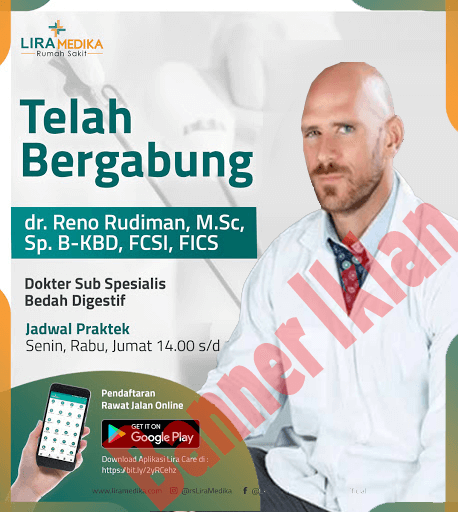 LIRA MEDIKA
Rumah Sakit
Telah
Bergabung
dr. Reno Rudiman, M.Sc,
Sp. B-KBD, FCSI, FICS
Dokter Sub Spesialis
Bedah Digestif
Jadwal Praktek
Senin, Rabu, Jumat 14.00 s/d
Banner Iklan
Pendaftaran
Rawat Jalan Online
GET IT ON
Google Play
Download Aplikasi Lira Care di :
https://bit.ly/2yRCehz
www.liramedika.com @rsLiraMedika